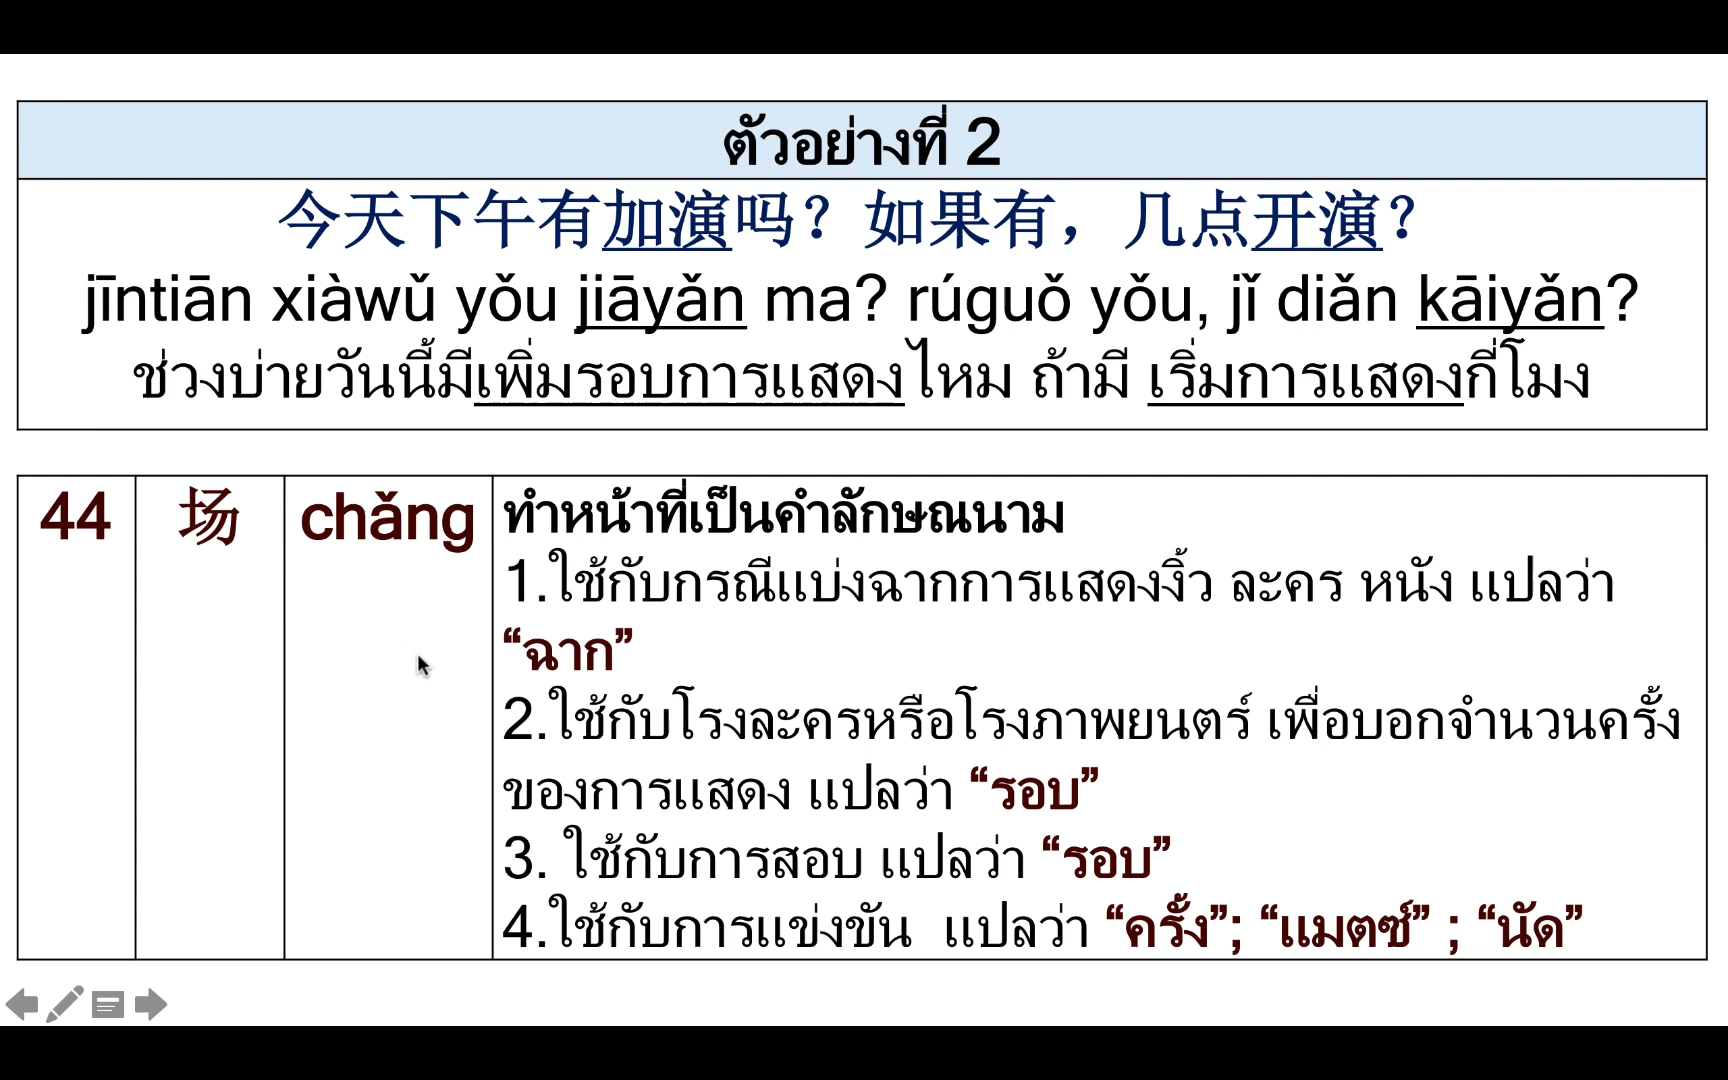 ตัวอย่างที่ 2
今天下午有加演吗？如果有，几点开演？
jīntiān xiàwǔ yǒu jiāyǎn ma? rúguǒ yǒu, jǐ diǎn kāiyǎn?
ช่วงบ่ายวันนี้มีเพิ่มรอบการแสดงไหม ถ้ามี เริ่มการแสดงกี่โมง
44 场 chǎng ทำหน้าที่เป็นคำลักษณนาม
1.ใช้กับกรณีแบ่งฉากการแสดงงิ้ว ละคร หนัง แปลว่า
“ฉาก”
2.ใช้กับโรงละครหรือโรงภาพยนตร์ เพื่อบอกจำนวนครั้ง
ของการแสดง แปลว่า “รอบ”
3. ใช้กับการสอบ แปลว่า “รอบ”
4.ใช้กับการแข่งขัน แปลว่า “ครั้ง”; “แมตซ์” ; “นัด”